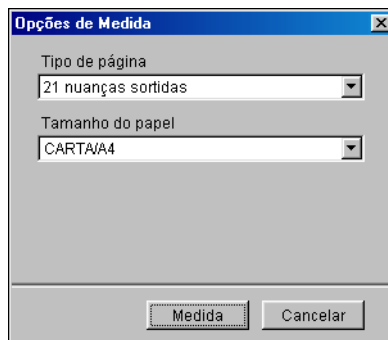 Opções de Medida
Tipo de página
21 nuanças sortidas
Tamanho do papel
CARTA/A4
Medida
Cancelar